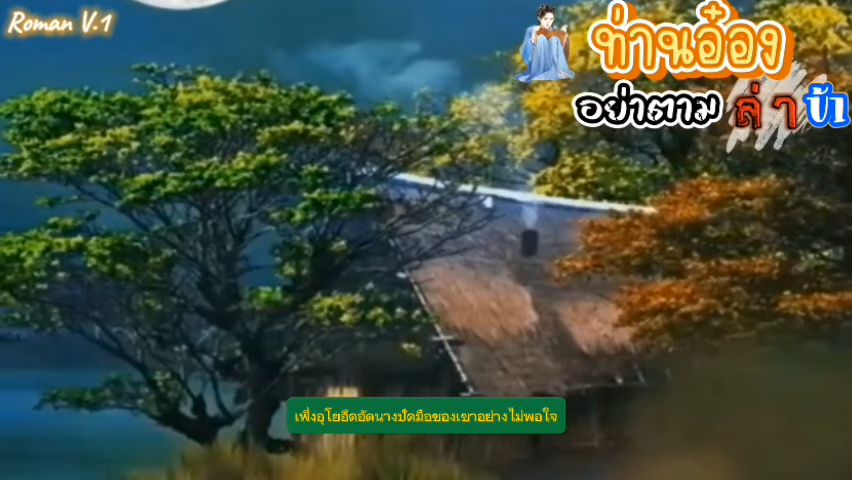 Roman V.1
ท่านอ๋อง
อย่าตาม ล่า ข้า
เฟิ่งอุโยฮึดฮัดนางปัดมือของเขาอย่างไม่พอใจ